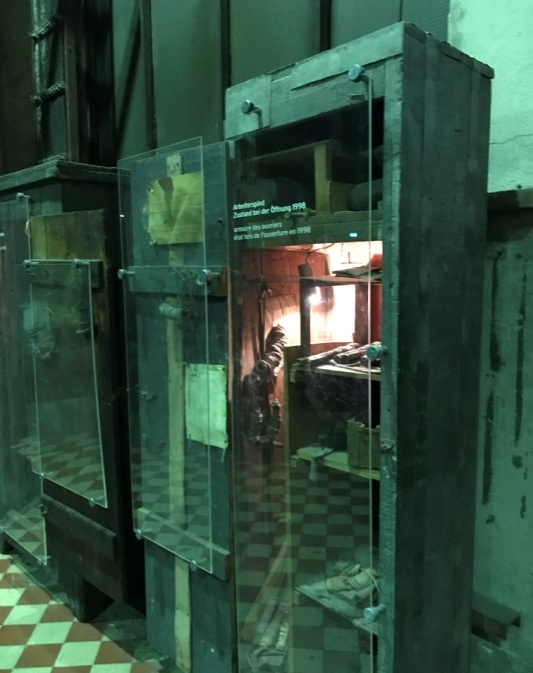 Arbeiterspind
Zustand bei der Öffnung 1998
armoire des ouvriers
état lors de l'ouverture en 1998